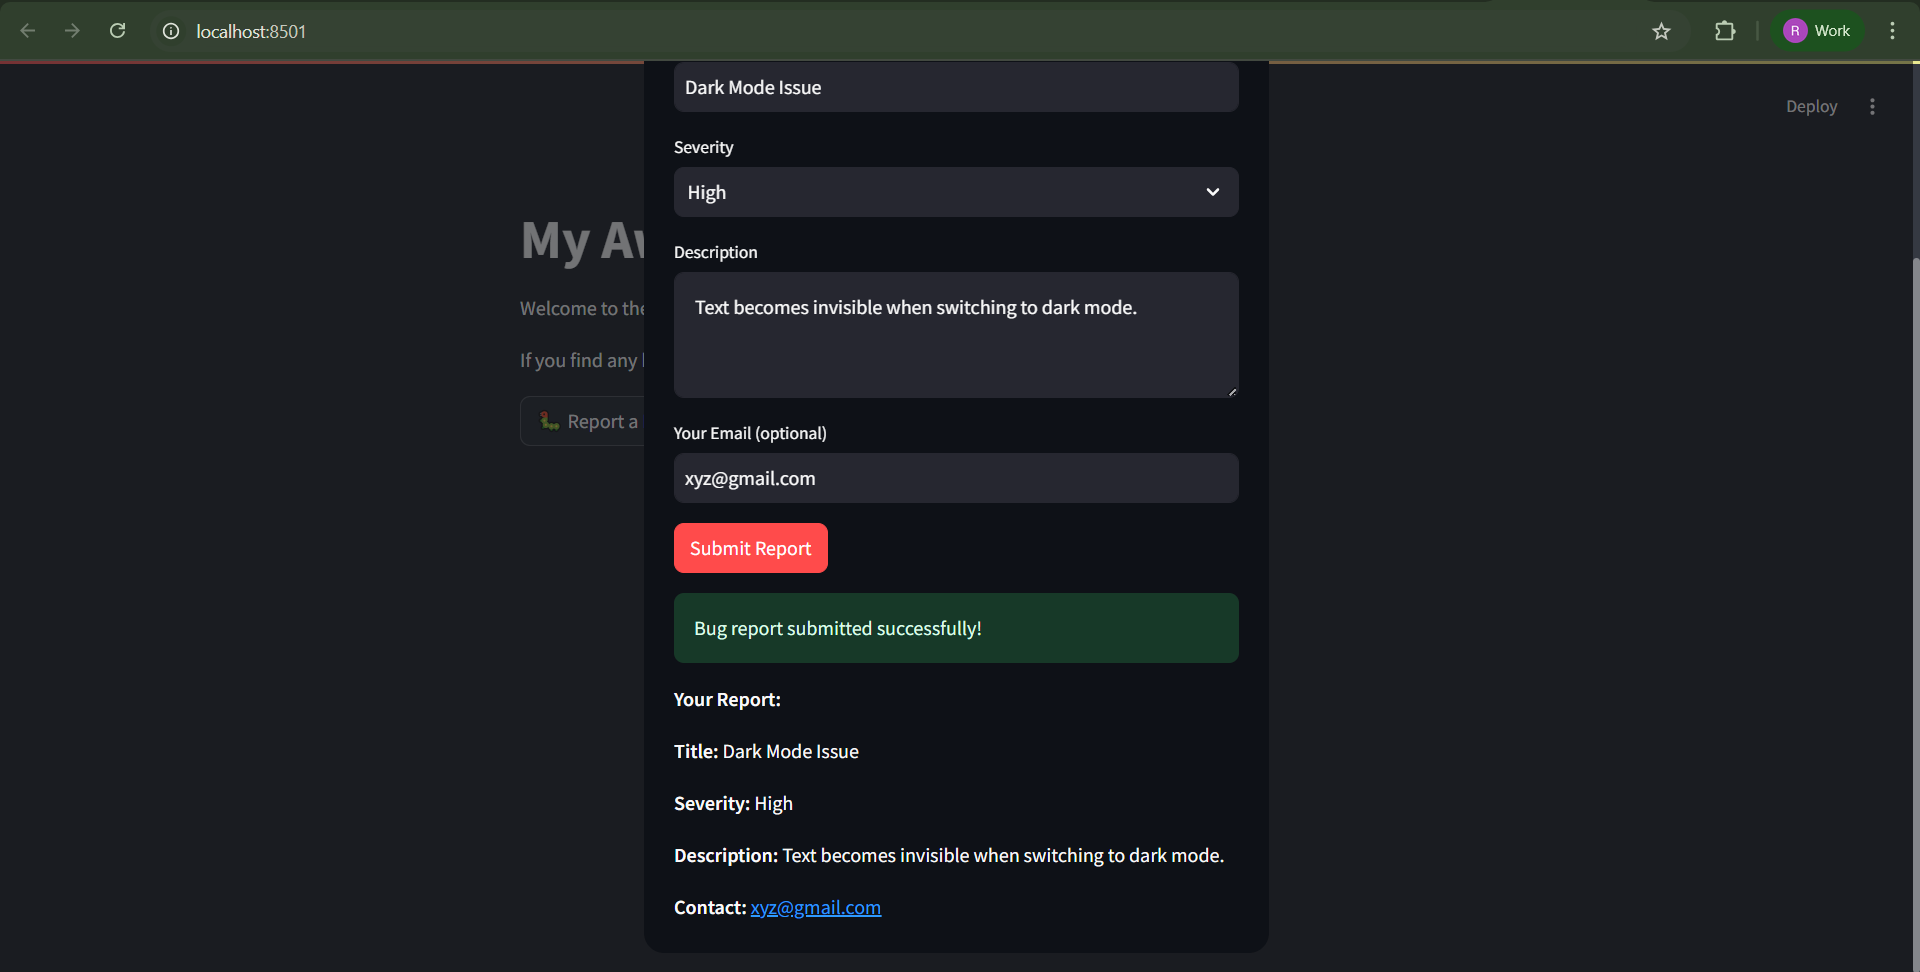 localhost:8501
R Work
Dark Mode Issue
Deploy
Severity
High
My
Description
Welcome to the
Text becomes invisible when switching to dark mode.
If you find any
Report a
Your Email (optional)
xyz@gmail.com
Submit Report
Bug report submitted successfully!
Your Report:
Title: Dark Mode Issue
Severity: High
Description: Text becomes invisible when switching to dark mode.
Contact: xyz@gmail.com